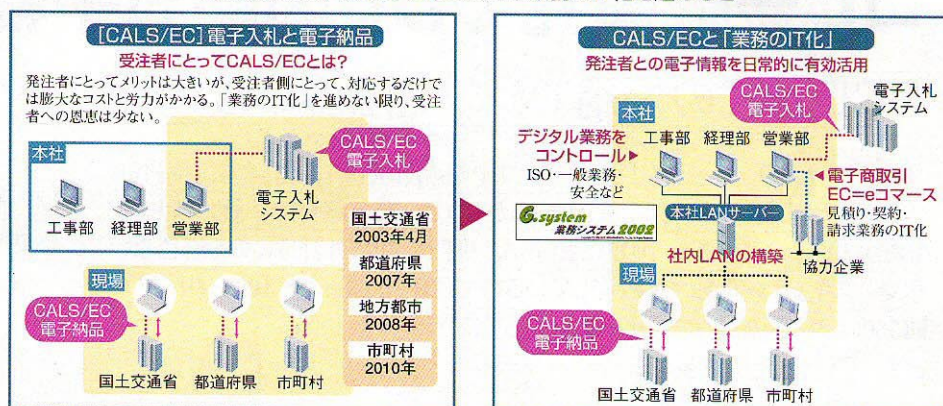 [CALS/EC]電子入札と電子納品
受注者にとってCALS/ECとは?
発注者にとってメリットは大きいが、受注者側にとって、対応するだけで
は膨大なコストと労力がかかる。「業務のIT化」を進めない限り、受注
者への恩恵は少ない。
本社
工事部
経理部
営業部
CALS/EC
電子入札
電子入札
システム
国土交通省
2003年4月
都道府県
2007年
地方都市
2008年
市町村
2010年
現場
CALS/EC
電子納品
国土交通省
都道府県
市町村
CALS/ECと「業務のIT化」
発注者との電子情報を日常的に有効活用
CALS/EC
電子入札
電子入札
システム
本社
工事部
経理部
営業部
デジタル業務を
コントロール
ISO・一般業務・
安全など
G.system
業務システム2002
本社LANサーバー
電子商取引
EC=eコマース
見積り・契約・
請求業務のIT化
協力企業
社内LANの構築
現場
CALS/EC
電子納品
国土交通省
都道府県
市町村